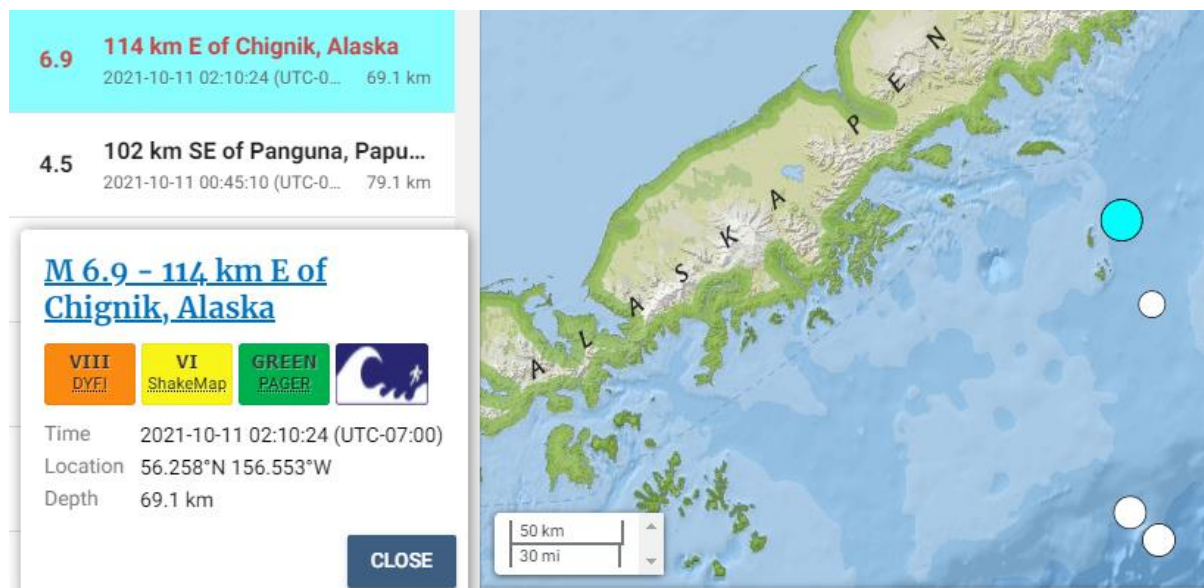 6.9
114 km E of Chignik, Alaska
2021-10-11 02:10:24 (UTC-0... 69.1 km
4.5
102 km SE of Panguna, Papu...
2021-10-11 00:45:10 (UTC-0... 79.1 km
M 6.9 - 114 km E of
Chignik, Alaska
VIII
DYFI
VI
ShakeMap
GREEN
PAGER
Time 2021-10-11 02:10:24 (UTC-07:00)
Location 56.258°N 156.553°W
Depth 69.1 km
CLOSE
ALASKA PEN
50 km
30 mi